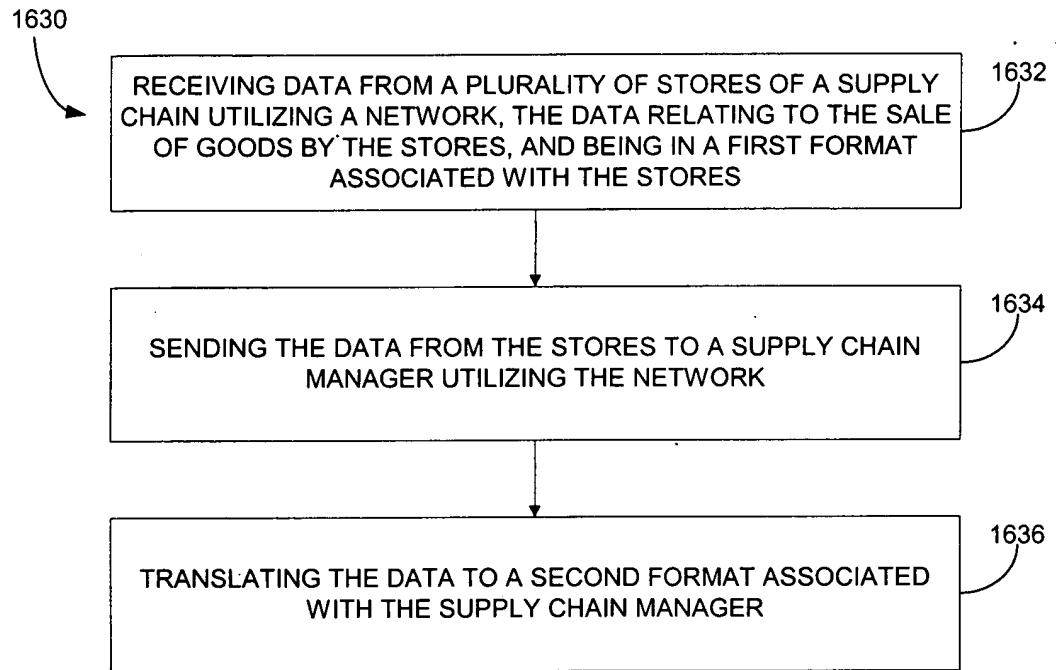 1630
RECEIVING DATA FROM A PLURALITY OF STORES OF A SUPPLY
CHAIN UTILIZING A NETWORK, THE DATA RELATING TO THE SALE
OF GOODS BY THE STORES, AND BEING IN A FIRST FORMAT
ASSOCIATED WITH THE STORES
1632
SENDING THE DATA FROM THE STORES TO A SUPPLY CHAIN
MANAGER UTILIZING THE NETWORK
1634
TRANSLATING THE DATA TO A SECOND FORMAT ASSOCIATED
WITH THE SUPPLY CHAIN MANAGER
1636